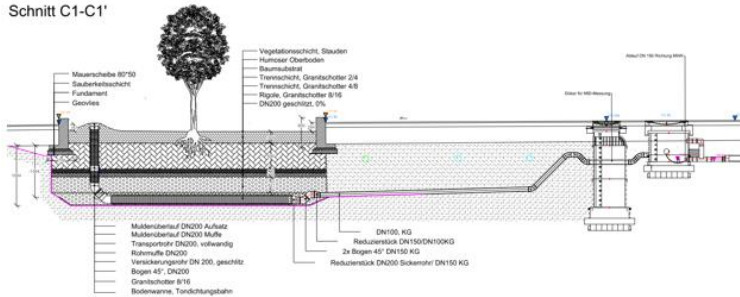 Schnitt C1-C1'
Mauerscheibe 80*50
Sauberkeitsschicht
Fundament
Geovlies
Vegetationsschicht, Stauden
Humoser Oberboden
Baumsubstrat
Trennschicht, Granitschotter 2/4
Trennschicht, Granitschotter 4/8
Rigole, Granitschotter 8/16
DN200 geschlitzt, 0%
Muldenüberlauf DN200 Aufsatz
Muldenüberlauf DN200 Muffe
Transportrohr DN200, vollwandig
Rohrmuffe DN200
Versickerungsrohr DN 200, geschlitz
Bogen 45°, DN200
Granitschotter 8/16
Bodenwanne, Tondichtungsbahn
DN100, KG
Reduzierstück DN150/DN100KG
2x Bogen 45° DN150 KG
Reduzierstück DN200 Sickerrohr/ DN150 KG